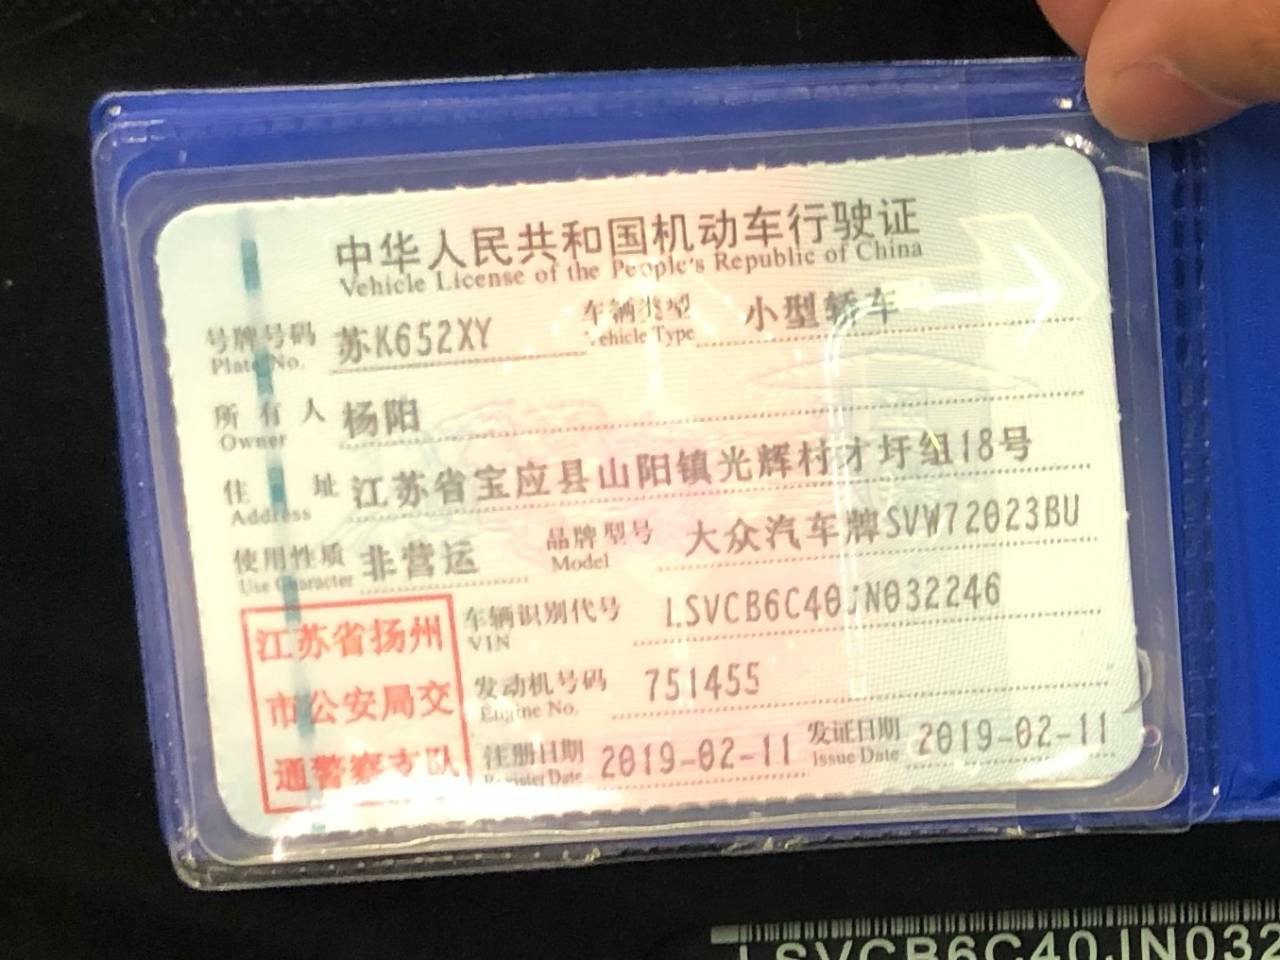 中华人民共和国机动车行驶证
Vehicle License of the People's Republic of China
号牌号码 苏K652XY 车辆类型 小型轿车
Plate No. Vehicle Type
所有人 杨阳
Owner
住址 江苏省宝应县山阳镇光辉村才圩组18号
Address
使用性质 非营运 品牌型号 大众汽车牌SVW72023BU
Use Character Model
江苏省扬州
市公安局交
通警察支队
车辆识别代号 LSVCB6C40JN032246
VIN
发动机号码 751455
Engine No.
注册日期 2019-02-11 发证日期 2019-02-11
Register Date Issue Date
LSVCB6C40JN032